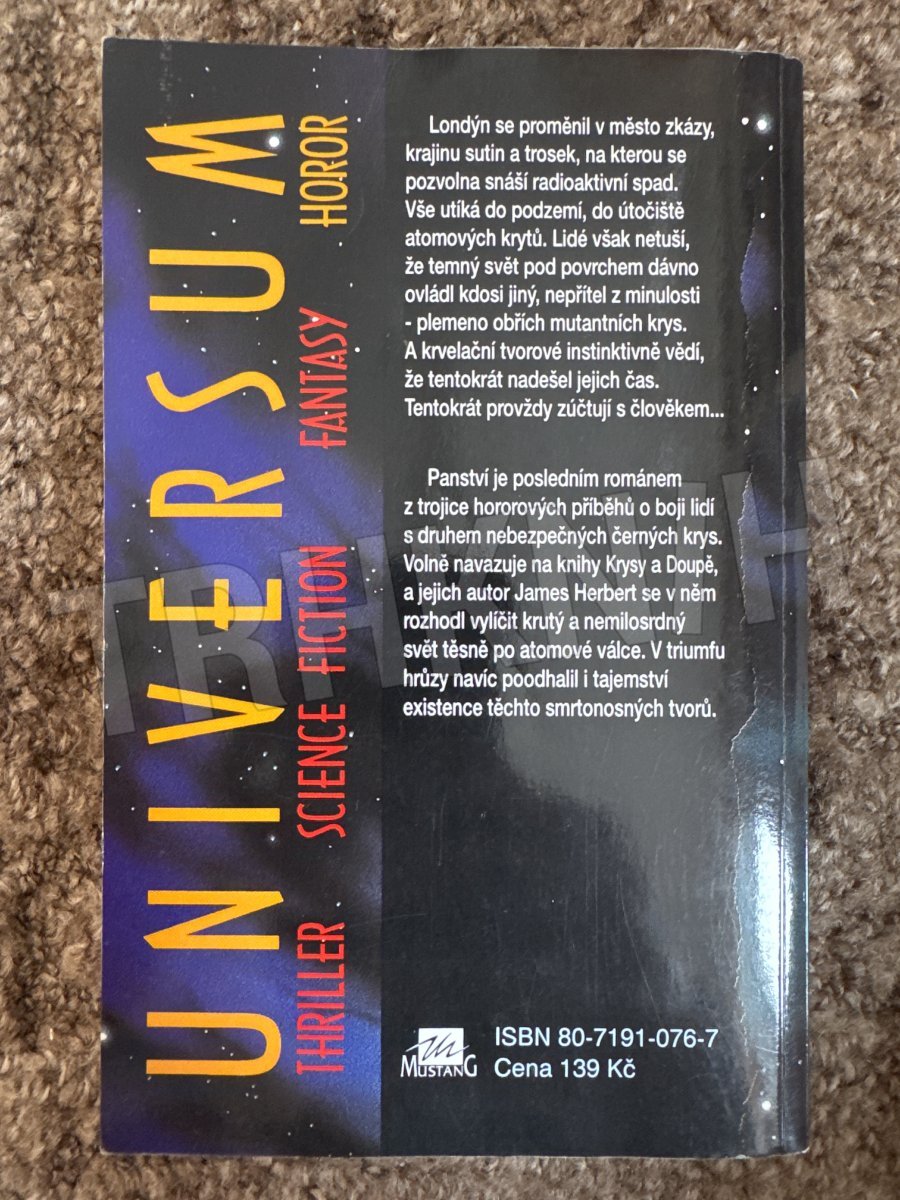 UNIVERSUM
THRILLER SCIENCE FICTION FANTASY HOROR
Londýn se proměnil v město zkázy,
krajinu sutin a trosek, na kterou se
pozvolna snáší radioaktivní spad.
Vše utíká do podzemí, do útočiště
atomových krytů. Lidé však netuší,
že temný svět pod povrchem dávno
ovládl kdosi jiný, nepřítel z minulosti
- plemeno obřích mutantních krys.
A krvelační tvorové instinktivně vědí,
že tentokrát nadešel jejich čas.
Tentokrát provždy zúčtují s člověkem...
Panství je posledním románem
z trojice hororových příběhů o boji lidí
s druhem nebezpečných černých krys.
Volně navazuje na knihy Krysy a Doupě,
a jejich autor James Herbert se v něm
rozhodl vylíčit krutý a nemilosrdný
svět těsně po atomové válce. V triumfu
hrůzy navíc poodhalil i tajemství
existence těchto smrtonosných tvorů.
TRHKNIH
MUSTANG
ISBN 80-7191-076-7
Cena 139 Kč